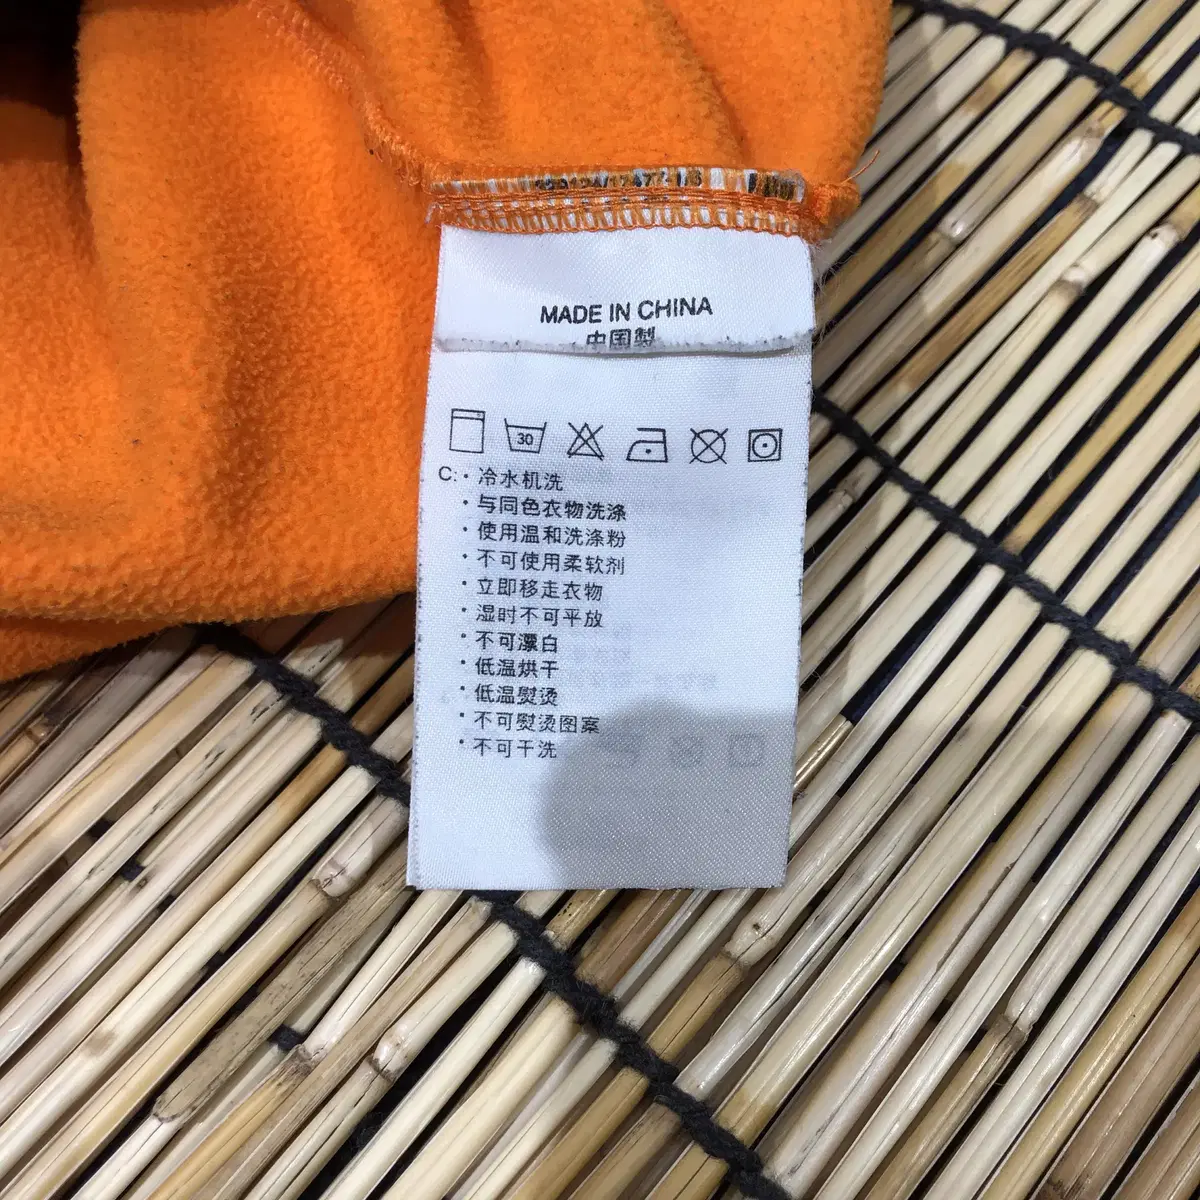 MADE IN CHINA
中国製
30
C:・冷水机洗
・与同色衣物洗涤
・使用温和洗涤粉
・不可使用柔软剂
・立即移走衣物
・湿时不可平放
・不可漂白
・低温烘干
・低温熨烫
・不可熨烫图案
・不可干洗